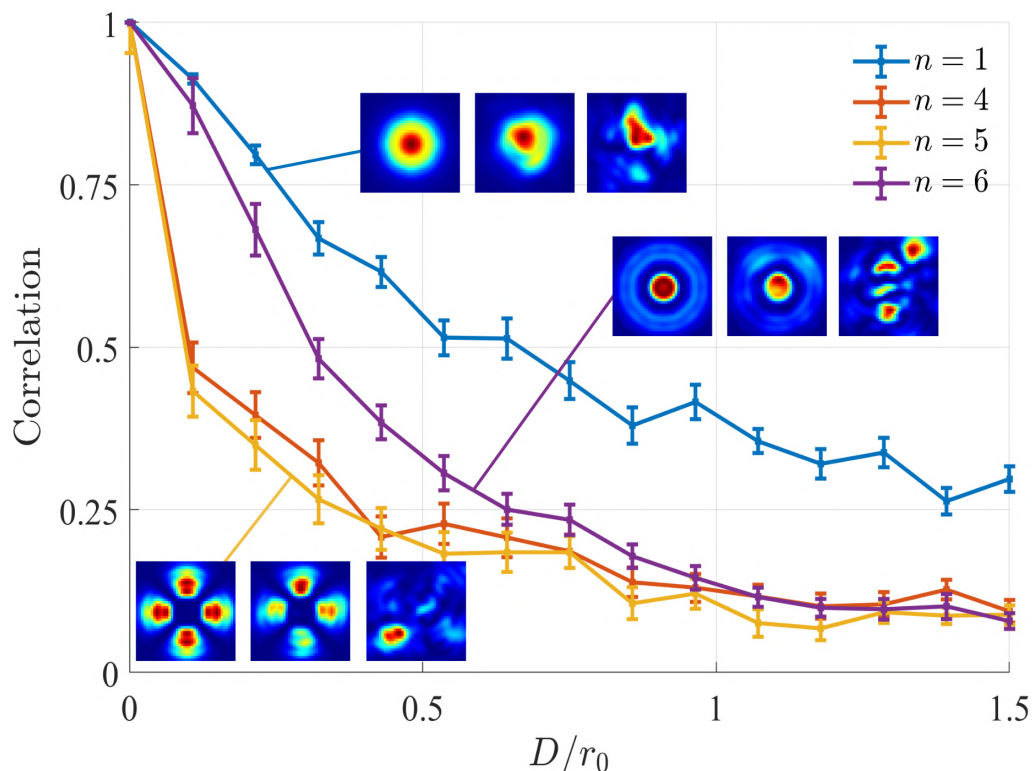 1
0.75
0.5
0.25
0
0
0.5
1
1.5
Correlation
D/r₀
n = 1
n = 4
n = 5
n = 6